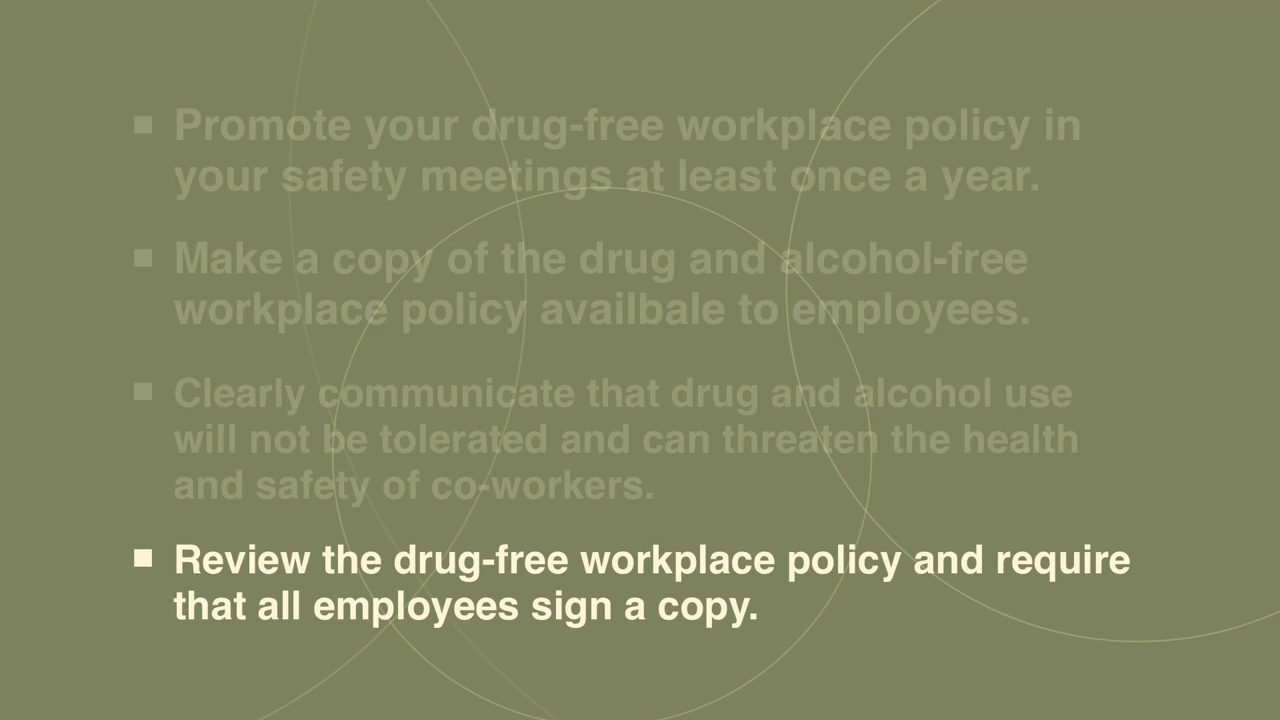 ■ Promote your drug-free workplace policy in
your safety meetings at least once a year.
■ Make a copy of the drug and alcohol-free
workplace policy availbale to employees.
■ Clearly communicate that drug and alcohol use
will not be tolerated and can threaten the health
and safety of co-workers.
■ Review the drug-free workplace policy and require
that all employees sign a copy.